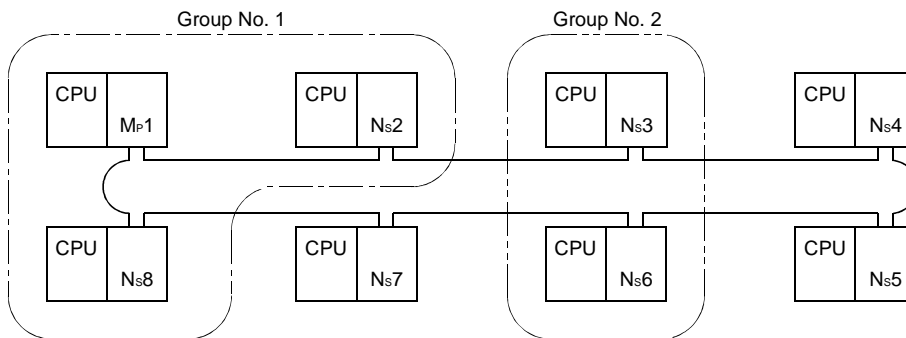 Group No. 1
Group No. 2
CPU
MP1
CPU
NS2
CPU
NS3
CPU
NS4
CPU
NS8
CPU
NS7
CPU
NS6
CPU
NS5